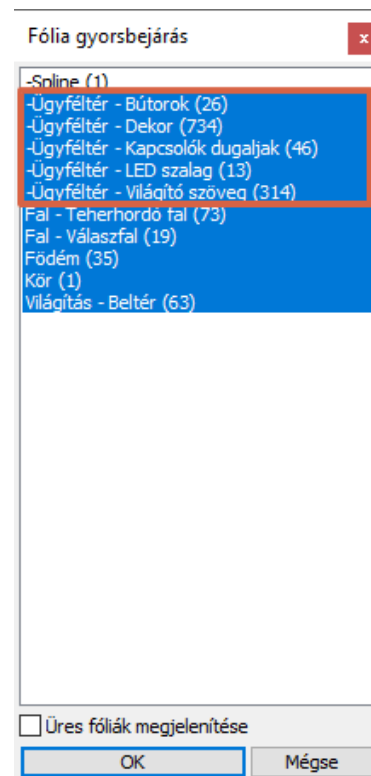 Fólia gyorsbejárás
x
-Spline (1)
-Ügyféltér - Bútorok (26)
-Ügyféltér - Dekor (734)
-Ügyféltér - Kapcsolók dugaljak (46)
-Ügyféltér - LED szalag (13)
-Ügyféltér - Világító szöveg (314)
Fal - Teherhordó fal (73)
Fal - Válaszfal (19)
Födém (35)
Kör (1)
Világítás - Beltér (63)
Üres fóliák megjelenítése
OK Mégse